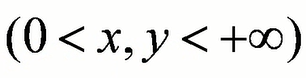 (0 < x, y < +∞)